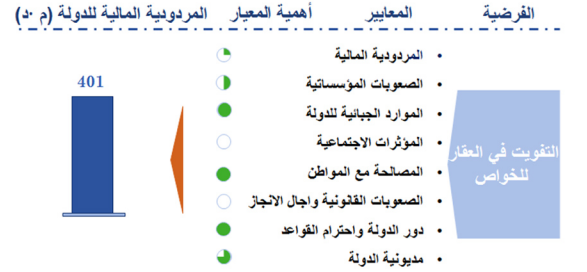 الفرضية المعايير أهمية المعيار المردودية المالية للدولة (م .د)
المردودية المالية
الصعوبات المؤسساتية
الموارد الجبائية للدولة
المؤثرات الاجتماعية
المصالحة مع المواطن
الصعوبات القانونية واجال الانجاز
دور الدولة واحترام القواعد
مديونية الدولة
التفويت في العقار
للخواص
401